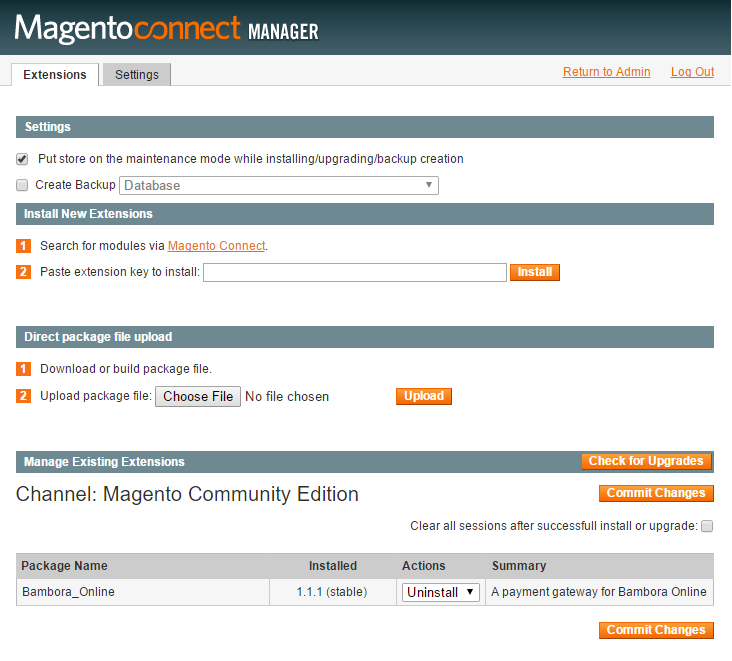 Magentoconnect MANAGER
Extensions Settings Return to Admin Log Out
Settings
Put store on the maintenance mode while installing/upgrading/backup creation
Create Backup Database
Install New Extensions
1 Search for modules via Magento Connect.
2 Paste extension key to install: Install
Direct package file upload
1 Download or build package file.
2 Upload package file: Choose File No file chosen Upload
Manage Existing Extensions Check for Upgrades
Channel: Magento Community Edition Commit Changes
Clear all sessions after successfull install or upgrade:
Package Name Installed Actions Summary
Bambora_Online 1.1.1 (stable) Uninstall A payment gateway for Bambora Online
Commit Changes